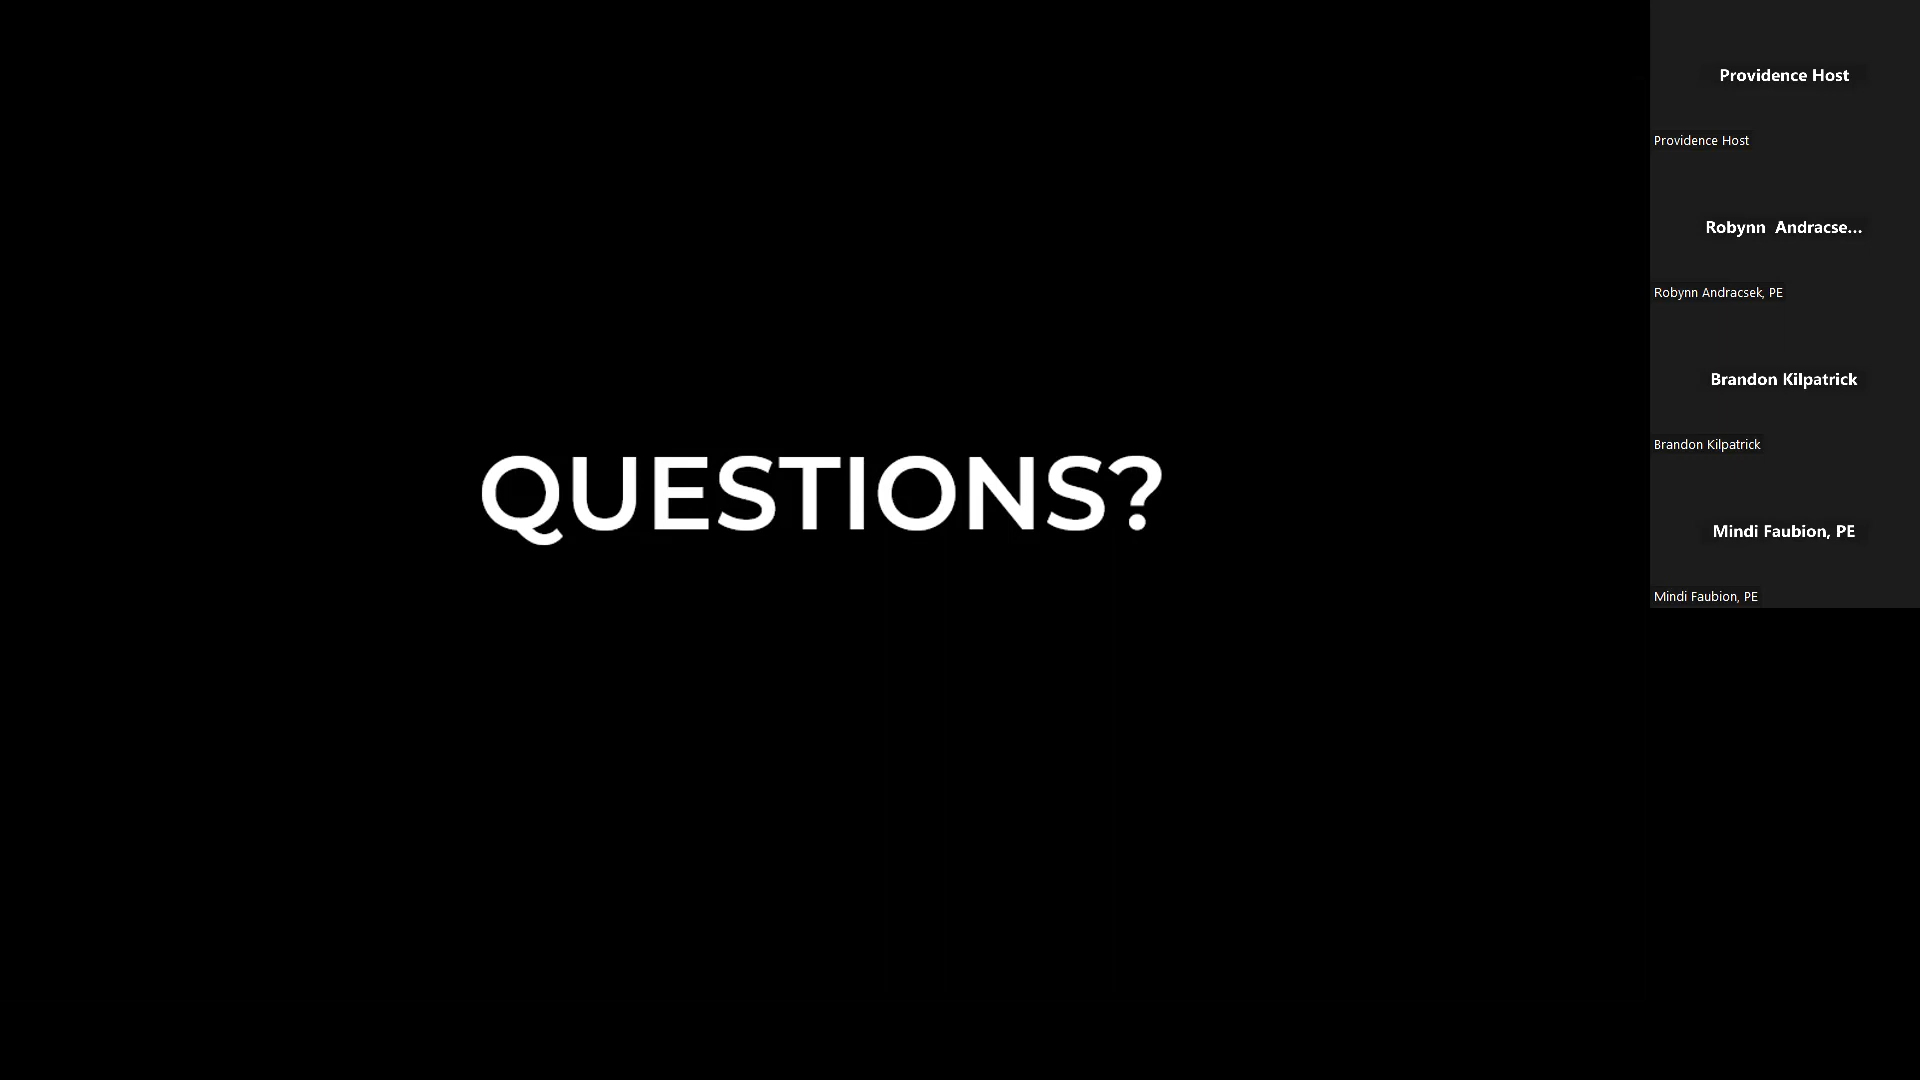 QUESTIONS?
Providence Host
Providence Host
Robynn  Andracse...
Robynn Andracsek, PE
Brandon Kilpatrick
Brandon Kilpatrick
Mindi Faubion, PE
Mindi Faubion, PE